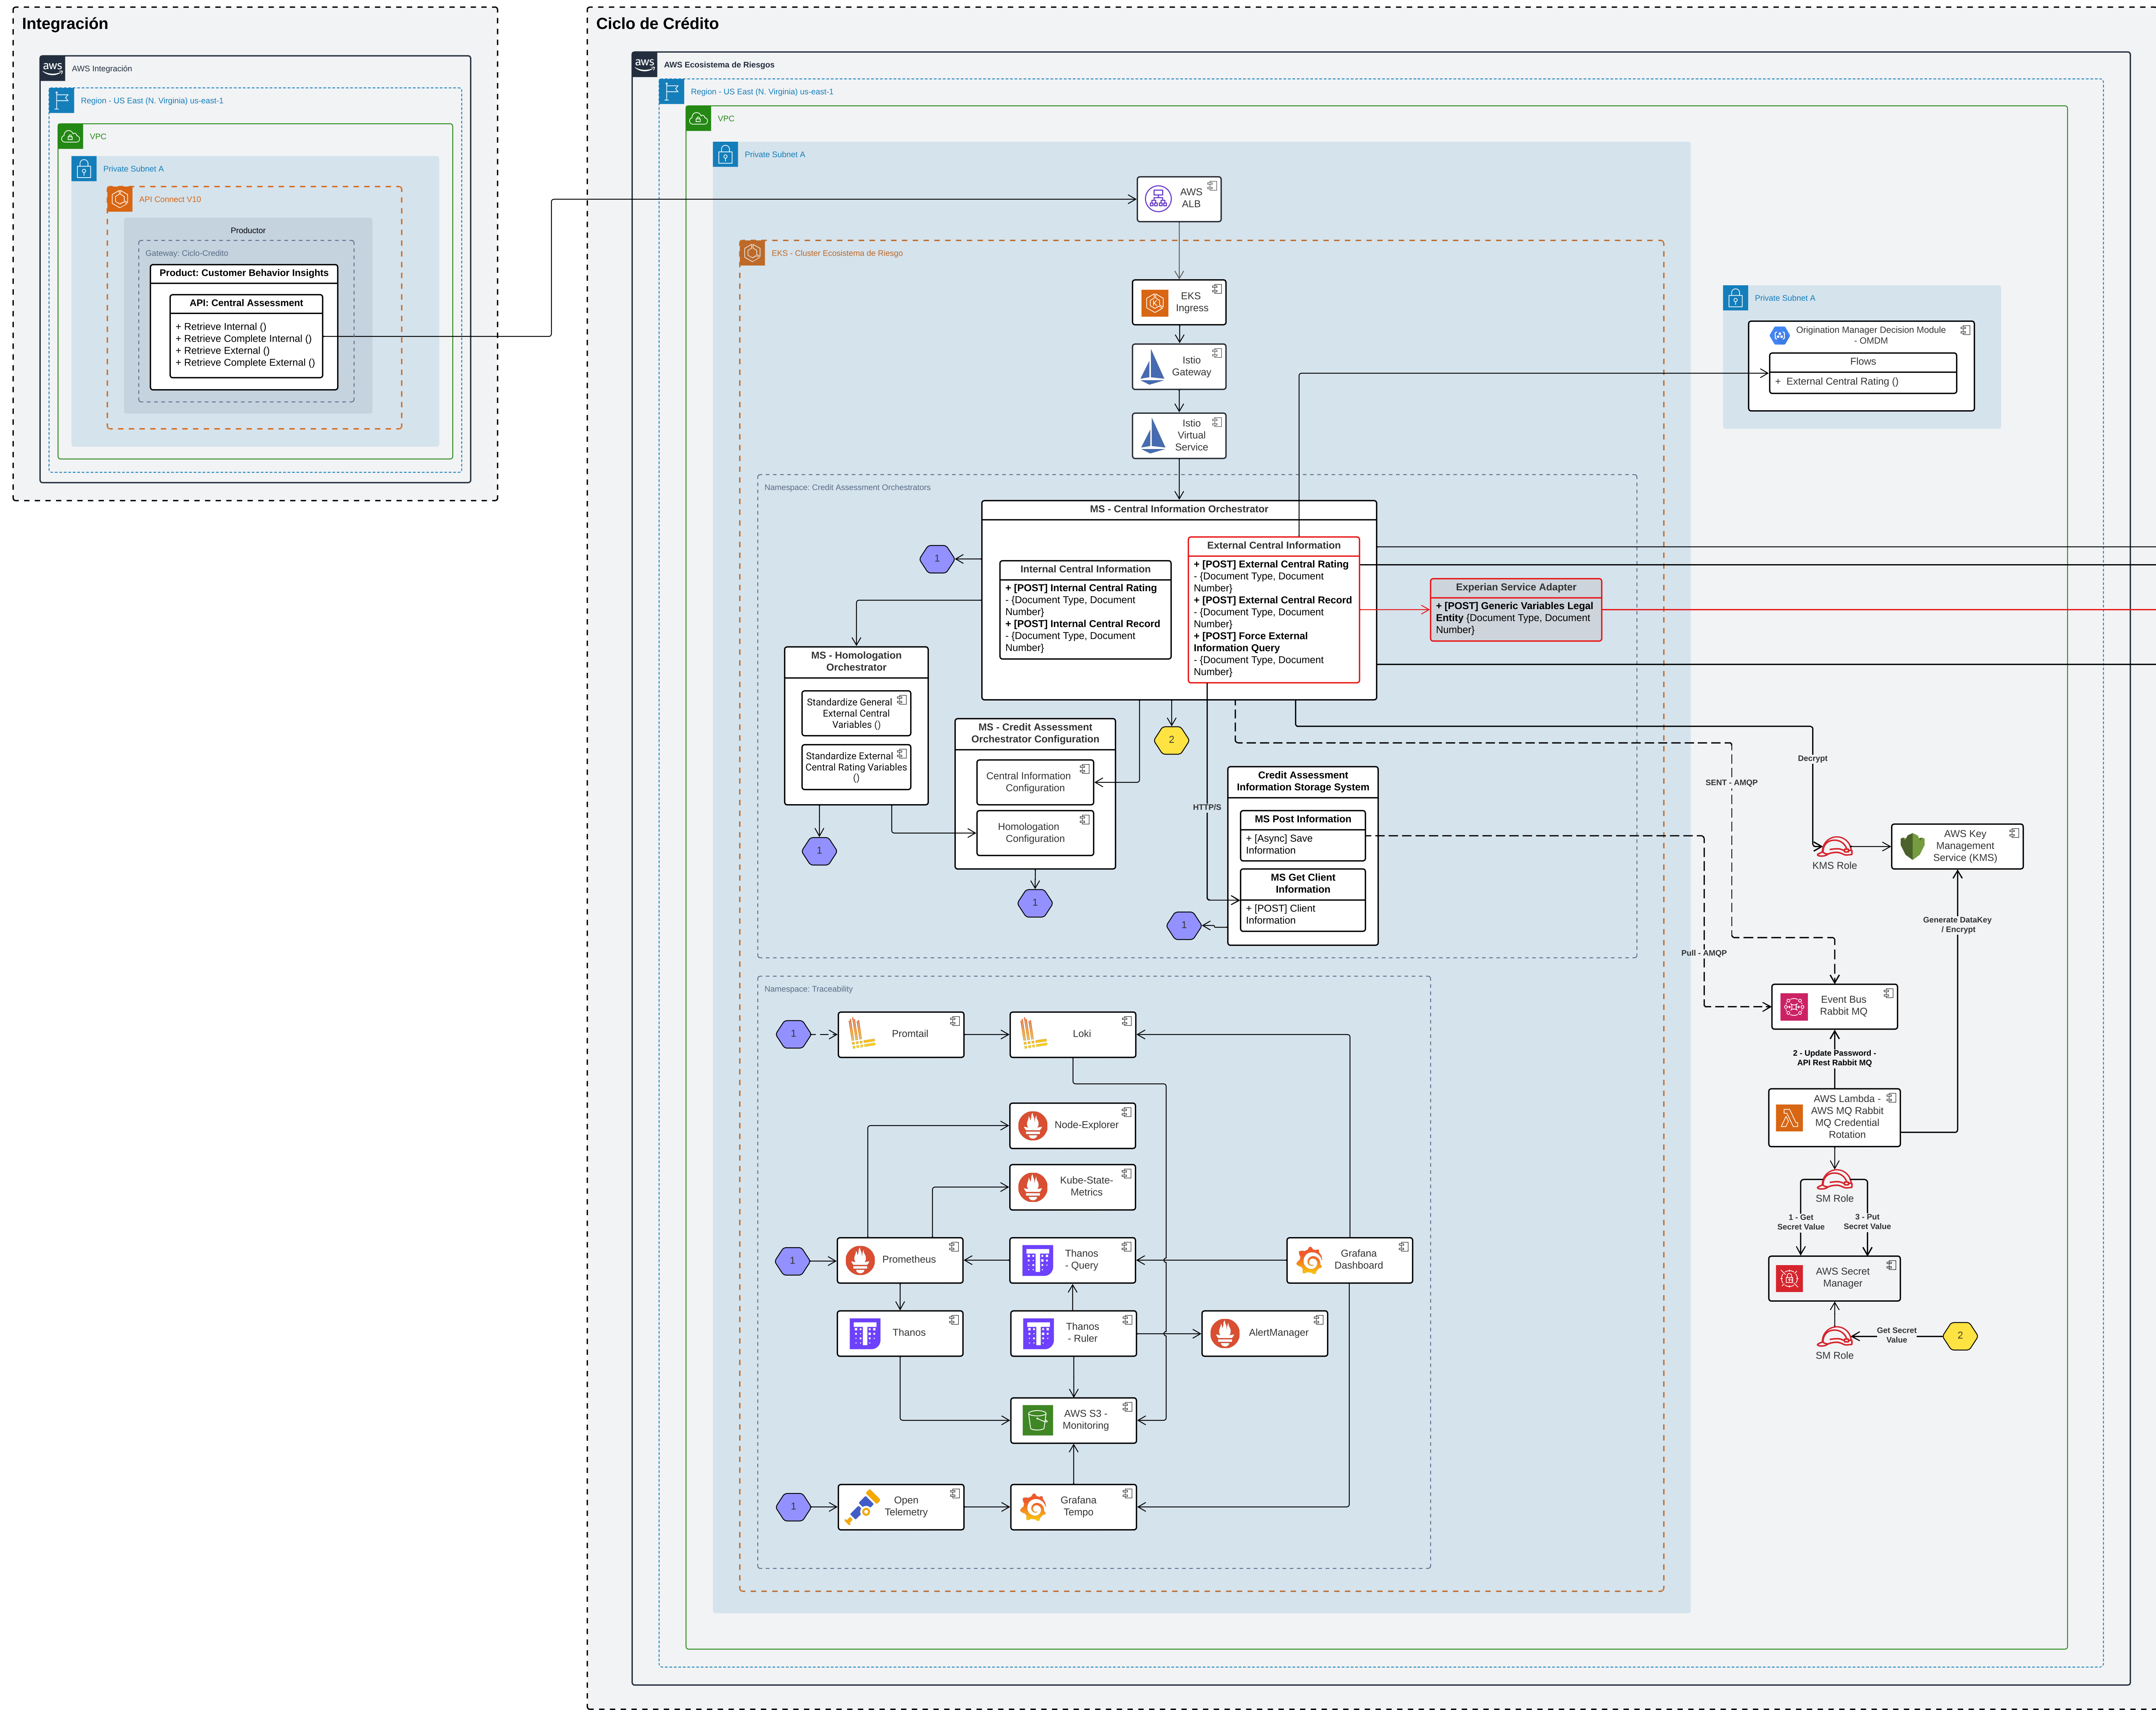 Integración
aws
AWS Integración
Region - US East (N. Virginia) us-east-1
VPC
Private Subnet A
API Connect V10
Productor
Gateway: Ciclo-Credito
Product: Customer Behavior Insights
API: Central Assessment
+ Retrieve Internal ()
+ Retrieve Complete Internal ()
+ Retrieve External ()
+ Retrieve Complete External ()
Ciclo de Crédito
aws
AWS Ecosistema de Riesgos
Region - US East (N. Virginia) us-east-1
VPC
Private Subnet A
AWS
ALB
EKS - Cluster Ecosistema de Riesgo
EKS
Ingress
Istio
Gateway
Istio
Virtual
Service
Private Subnet A
Origination Manager Decision Module
- OMDM
Flows
+ External Central Rating ()
Namespace: Credit Assessment Orchestrators
MS - Central Information Orchestrator
1
Internal Central Information
+ [POST] Internal Central Rating
- {Document Type, Document
Number}
+ [POST] Internal Central Record
- {Document Type, Document
Number}
External Central Information
+ [POST] External Central Rating
- {Document Type, Document
Number}
+ [POST] External Central Record
- {Document Type, Document
Number}
+ [POST] Force External
Information Query
- {Document Type, Document
Number}
Experian Service Adapter
+ [POST] Generic Variables Legal
Entity {Document Type, Document
Number}
MS - Homologation
Orchestrator
Standardize General
External Central
Variables ()
Standardize External
Central Rating Variables
()
1
MS - Credit Assessment
Orchestrator Configuration
Central Information
Configuration
Homologation
Configuration
1
2
HTTP/S
Credit Assessment
Information Storage System
MS Post Information
+ [Async] Save
Information
MS Get Client
Information
+ [POST] Client
Information
1
Decrypt
SENT - AMQP
Pull - AMQP
KMS Role
AWS Key
Management
Service (KMS)
Generate DataKey
/ Encrypt
Event Bus
Rabbit MQ
2 - Update Password -
API Rest Rabbit MQ
AWS Lambda -
AWS MQ Rabbit
MQ Credential
Rotation
SM Role
1 - Get
Secret Value
3 - Put
Secret Value
AWS Secret
Manager
SM Role
Get Secret
Value
2
Namespace: Traceability
1
Promtail
Loki
Node-Explorer
Kube-State-
Metrics
1
Prometheus
Thanos
- Query
Grafana
Dashboard
Thanos
Thanos
- Ruler
AlertManager
AWS S3 -
Monitoring
1
Open
Telemetry
Grafana
Tempo